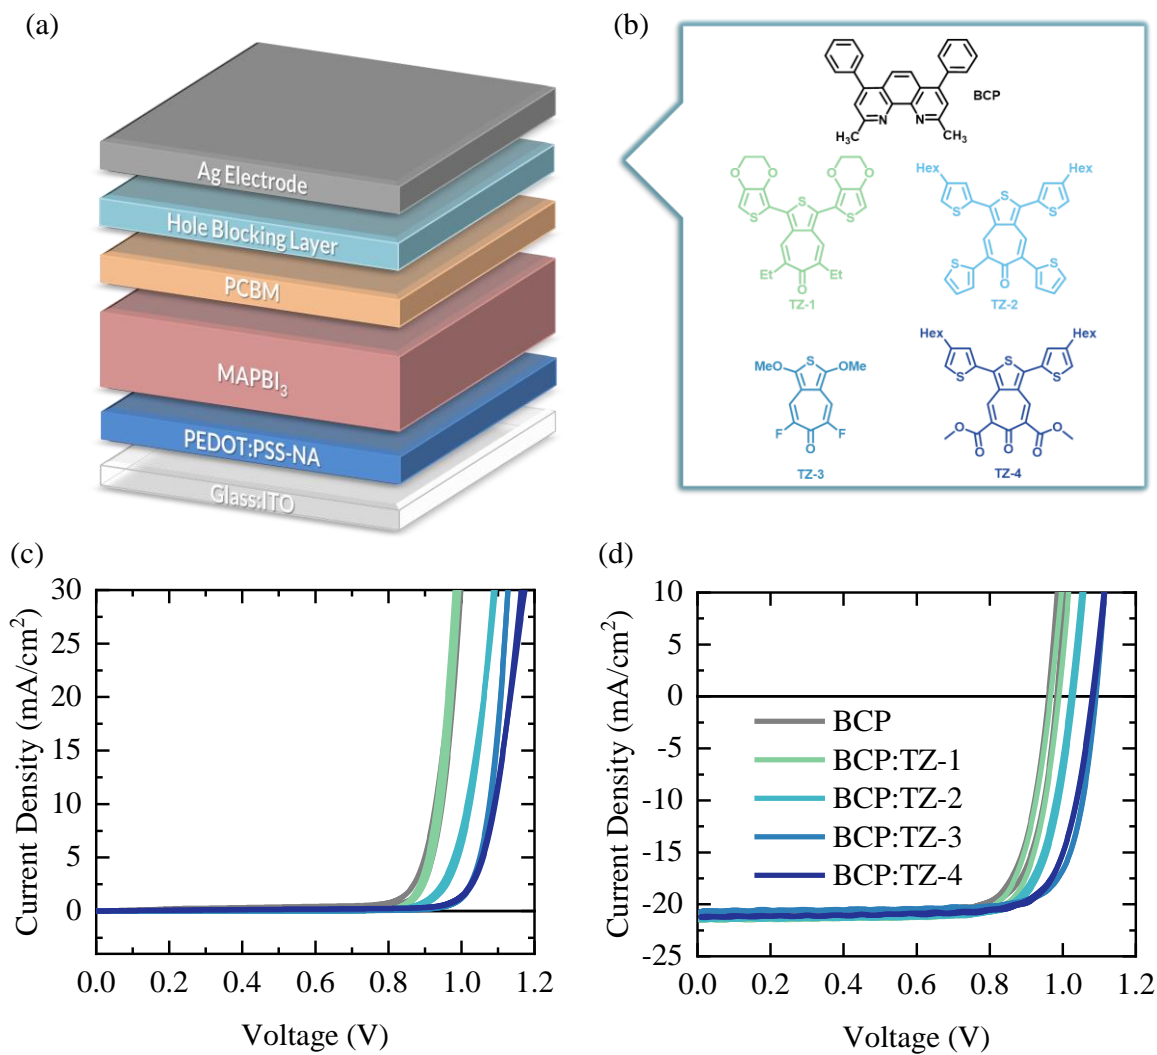 (a)
Ag Electrode
Hole Blocking Layer
PCBM
MAPBI₃
PEDOT:PSS-NA
Glass:ITO
(b)
BCP
N
N
H₃C
CH₃
O
O
O
O
S
S
S
Et
Et
O
TZ-1
Hex
Hex
S
S
S
S
S
O
TZ-2
MeO
S
OMe
F
F
O
TZ-3
Hex
Hex
S
S
S
O
O
O
O
O
TZ-4
(c)
30
25
20
15
10
5
0
Current Density (mA/cm²)
0.0 0.2 0.4 0.6 0.8 1.0 1.2
Voltage (V)
(d)
10
5
0
-5
-10
-15
-20
-25
Current Density (mA/cm²)
BCP
BCP:TZ-1
BCP:TZ-2
BCP:TZ-3
BCP:TZ-4
0.0 0.2 0.4 0.6 0.8 1.0 1.2
Voltage (V)